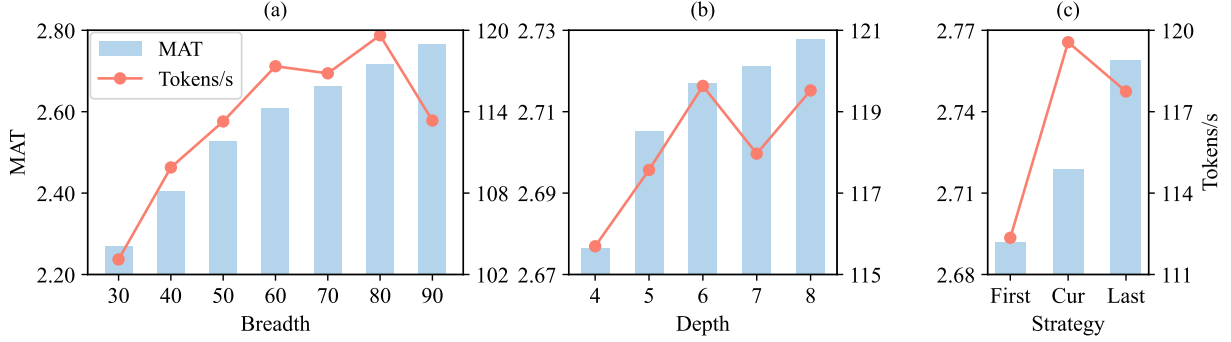 (a)
MAT
2.80
2.60
2.40
2.20
MAT
Tokens/s
120
114
108
102
30 40 50 60 70 80 90
Breadth
(b)
2.73
2.71
2.69
2.67
121
119
117
115
4 5 6 7 8
Depth
(c)
2.77
2.74
2.71
2.68
120
117
114
111
Tokens/s
First Cur Last
Strategy